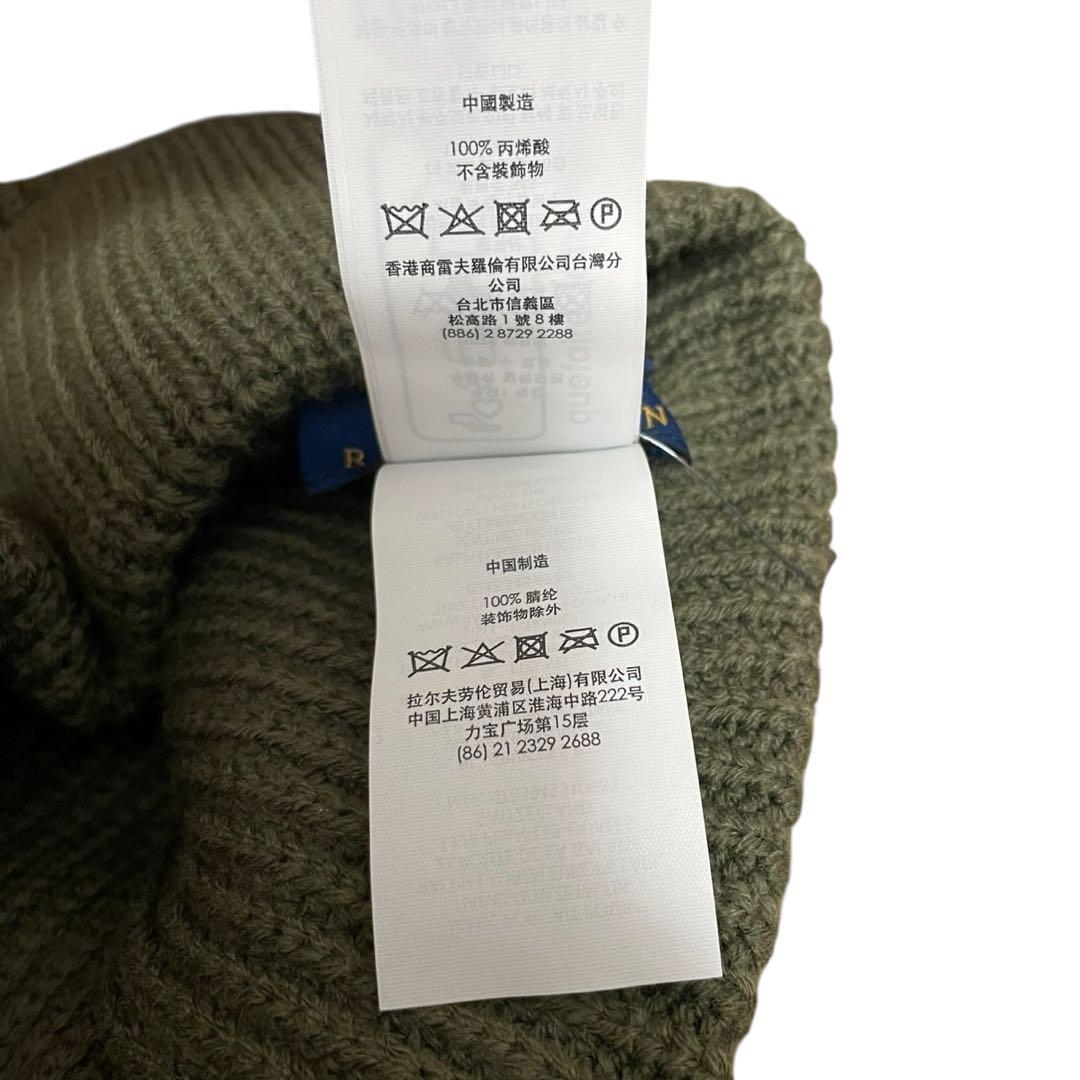 中國製造
100% 丙烯酸
不含裝飾物
P
香港商雷夫羅倫有限公司台灣分
公司
台北市信義區
松高路1號8樓
(886) 2 8729 2288
R
N
中国制造
100% 腈纶
装饰物除外
P
拉尔夫劳伦贸易(上海)有限公司
中国上海黄浦区淮海中路222号
力宝广场第15层
(86) 21 2329 2688